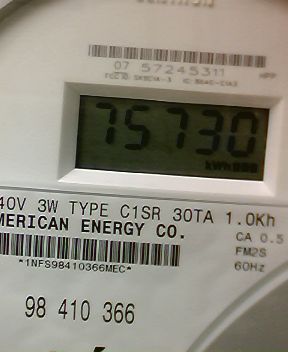 07 57245311
75730
kWh
40V 3W TYPE C1SR 30TA 1.0Kh
MERICAN ENERGY CO.
CA 0.5
FM2S
60Hz
*1NFS98410366MEC*
98 410 366